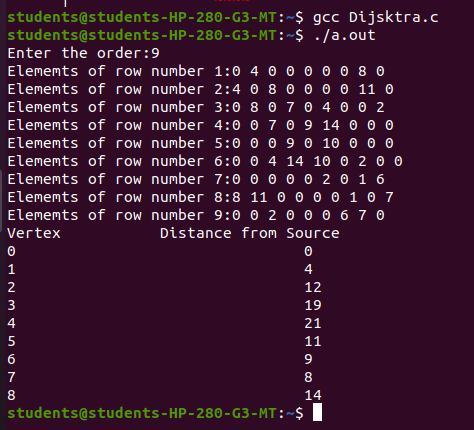 students@students-HP-280-G3-MT:~$ gcc Dijsktra.c
students@students-HP-280-G3-MT:~$ ./a.out
Enter the order:9
Elememts of row number 1:0 4 0 0 0 0 0 8 0
Elememts of row number 2:4 0 8 0 0 0 0 11 0
Elememts of row number 3:0 8 0 7 0 4 0 0 2
Elememts of row number 4:0 0 7 0 9 14 0 0 0
Elememts of row number 5:0 0 0 9 0 10 0 0 0
Elememts of row number 6:0 0 4 14 10 0 2 0 0
Elememts of row number 7:0 0 0 0 0 2 0 1 6
Elememts of row number 8:8 11 0 0 0 0 1 0 7
Elememts of row number 9:0 0 2 0 0 0 6 7 0
Vertex Distance from Source
0 0
1 4
2 12
3 19
4 21
5 11
6 9
7 8
8 14
students@students-HP-280-G3-MT:~$